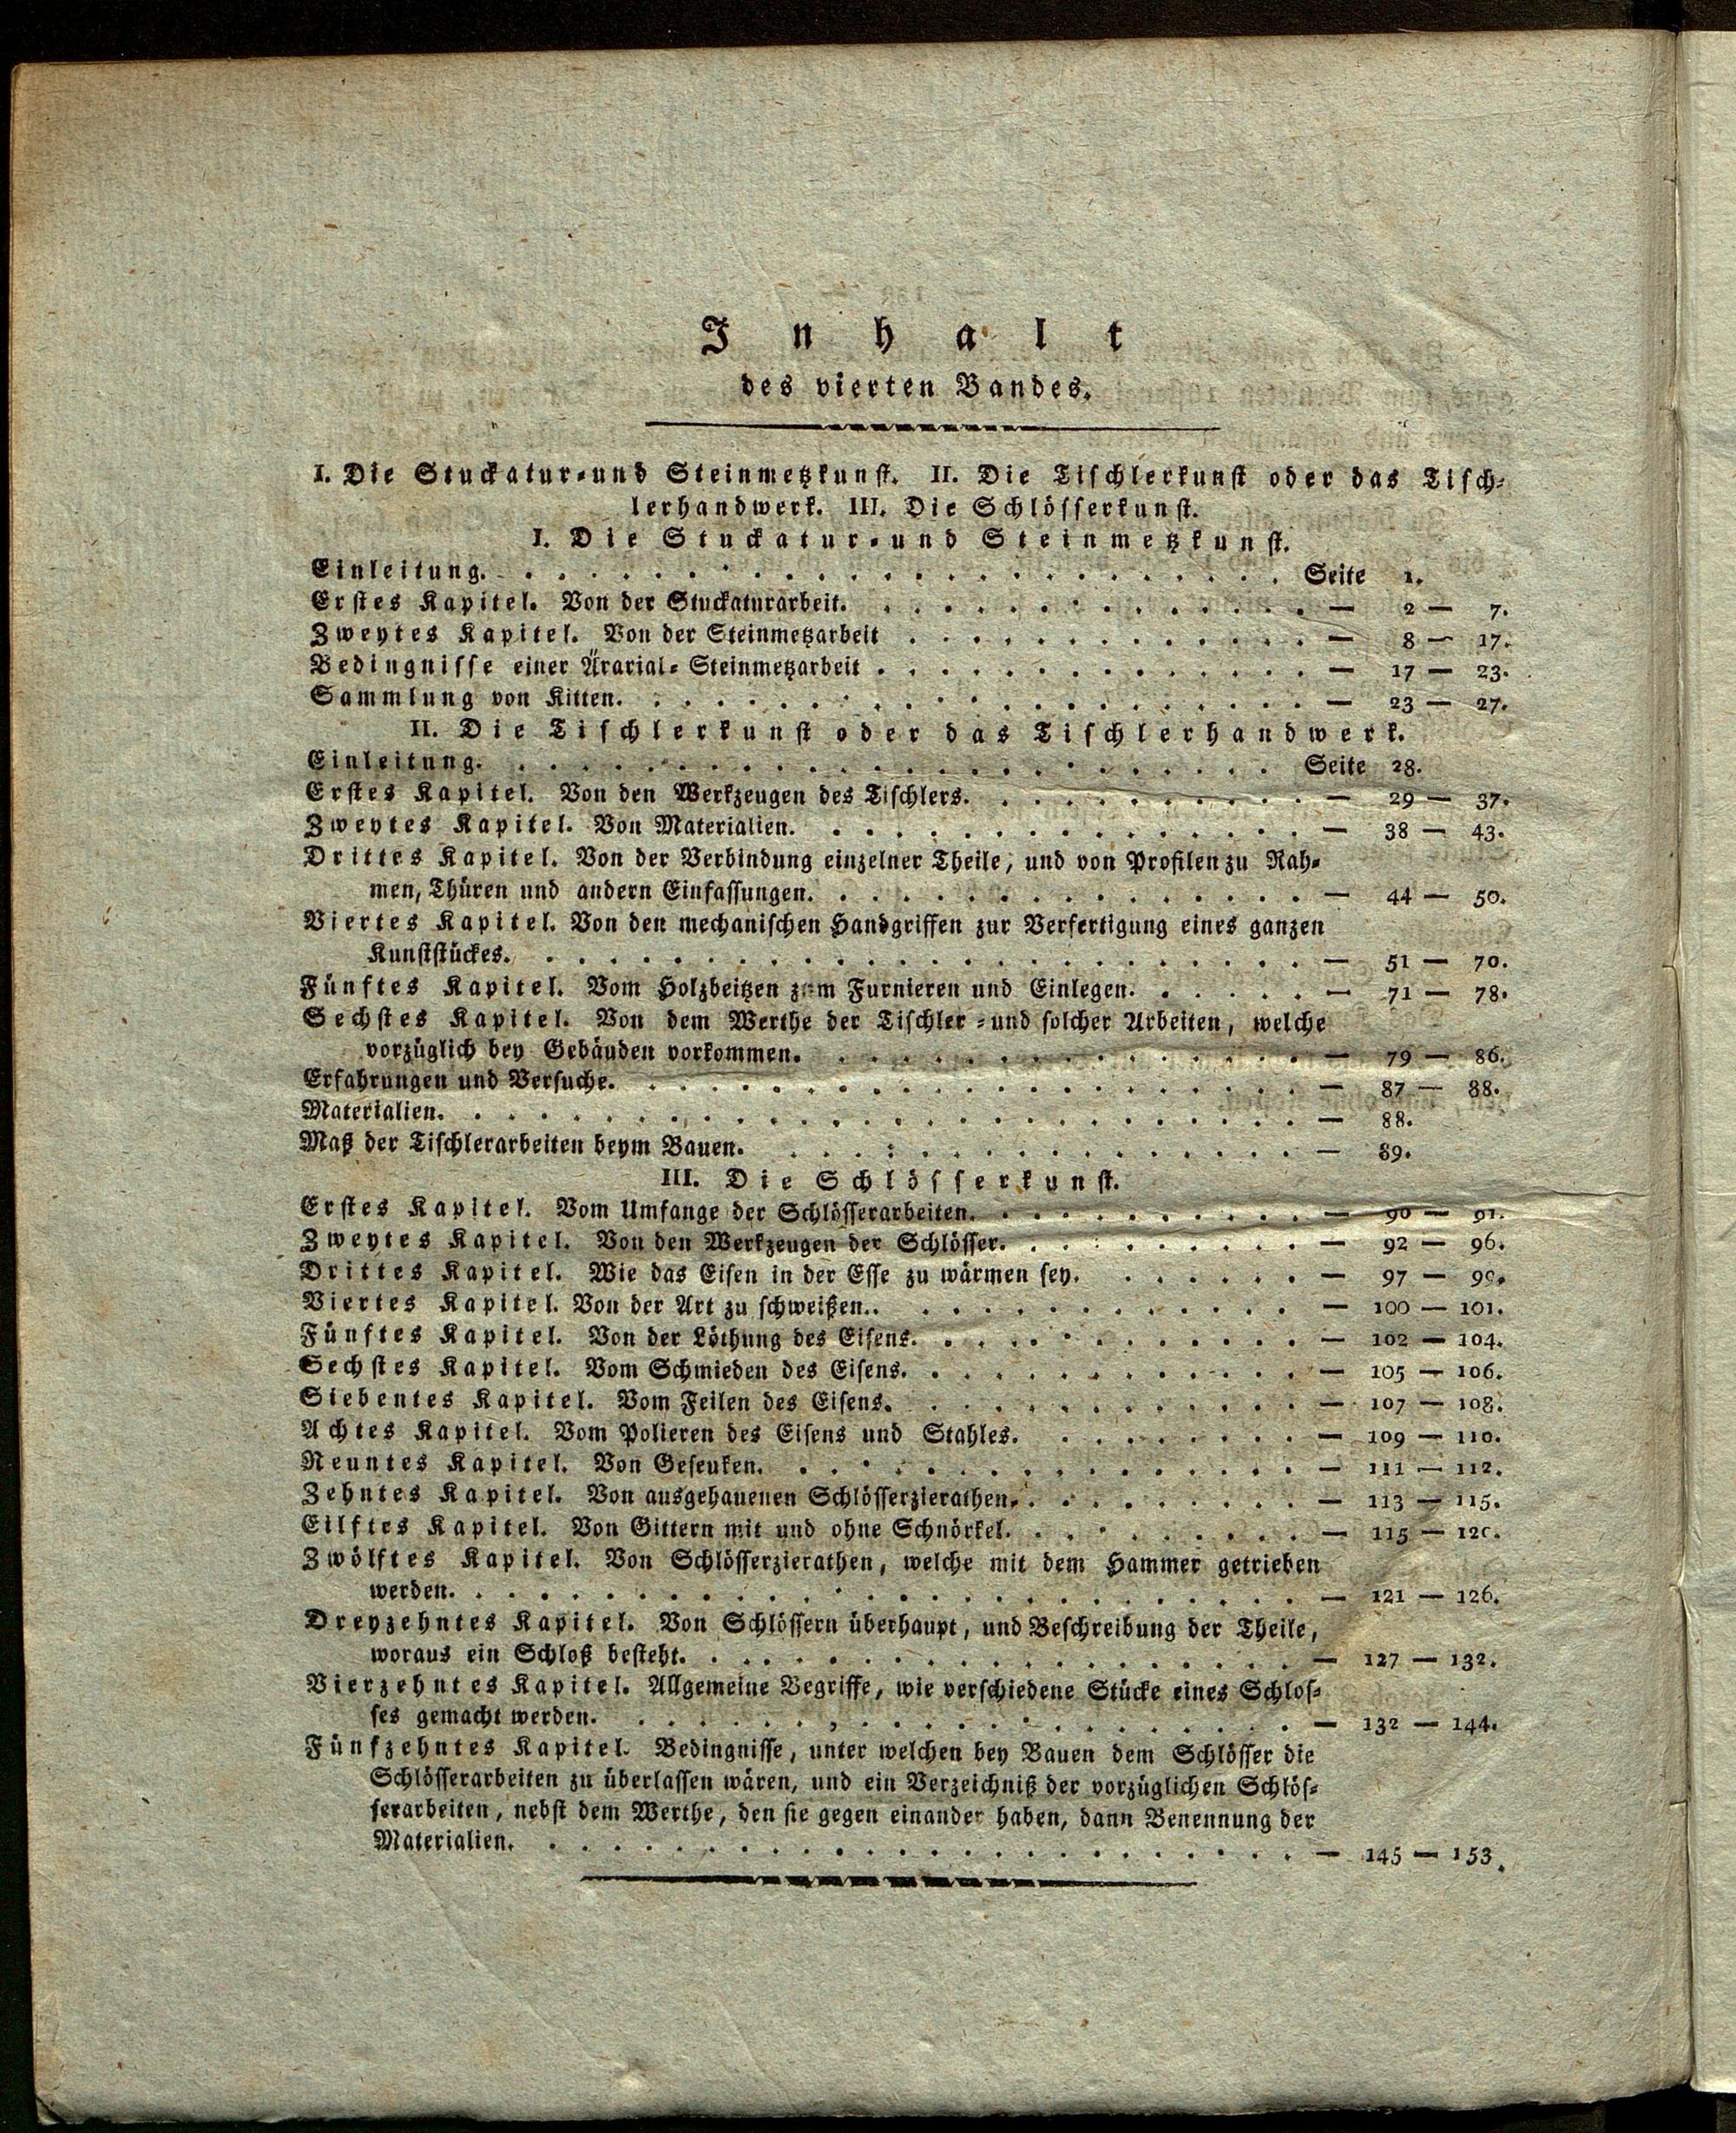 Inhalt
des vierten Bandes.
I. Die Stuckatur-und Steinmetzkunst. II. Die Tischlerkunst oder das Tisch-
lerhandwerk. III. Die Schlösserkunst.
I. Die Stuckatur-und Steinmetzkunst.
Einleitung. . . . . . . . . . Seite 1.
Erstes Kapitel. Von der Stuckaturarbeit. . . . . . . — 2 — 7.
Zweytes Kapitel. Von der Steinmetzarbeit . . . . . . — 8 — 17.
Bedingnisse einer Ärarial-Steinmetzarbeit . . . . . . — 17 — 23.
Sammlung von Kitten. . . . . . . — 23 — 27.
II. Die Tischlerkunst oder das Tischlerhandwerk.
Einleitung. . . . . . . . . . Seite 28.
Erstes Kapitel. Von den Werkzeugen des Tischlers. . . . . . — 29 — 37.
Zweytes Kapitel. Von Materialien. . . . . . . — 38 — 43.
Drittes Kapitel. Von der Verbindung einzelner Theile, und von Profilen zu Rah-
men, Thüren und andern Einfassungen. . . . . . . — 44 — 50.
Viertes Kapitel. Von den mechanischen Handgriffen zur Verfertigung eines ganzen
Kunststückes. . . . . . . — 51 — 70.
Fünftes Kapitel. Vom Holzbeitzen zum Furnieren und Einlegen. . . . . . — 71 — 78.
Sechstes Kapitel. Von dem Werthe der Tischler-und solcher Arbeiten, welche
vorzüglich bey Gebäuden vorkommen. . . . . . — 79 — 86.
Erfahrungen und Versuche. . . . . . . — 87 — 88.
Materialien. . . . . . . — 88.
Maß der Tischlerarbeiten beym Bauen. . . . . . . — 89.
III. Die Schlösserkunst.
Erstes Kapitel. Vom Umfange der Schlösserarbeiten. . . . . . — 90 — 91.
Zweytes Kapitel. Von den Werkzeugen der Schlösser. . . . . . — 92 — 96.
Drittes Kapitel. Wie das Eisen in der Esse zu wärmen sey. . . . . . — 97 — 99.
Viertes Kapitel. Von der Art zu schweißen. . . . . . . — 100 — 101.
Fünftes Kapitel. Von der Löthung des Eisens. . . . . . — 102 — 104.
Sechstes Kapitel. Vom Schmieden des Eisens. . . . . . — 105 — 106.
Siebentes Kapitel. Vom Feilen des Eisens. . . . . . — 107 — 108.
Achtes Kapitel. Vom Polieren des Eisens und Stahles. . . . . . — 109 — 110.
Neuntes Kapitel. Von Geseuken. . . . . . — 111 — 112.
Zehntes Kapitel. Von ausgehauenen Schlösserzierathen. . . . . . — 113 — 115.
Eilftes Kapitel. Von Gittern mit und ohne Schnörkel. . . . . . — 115 — 120.
Zwölftes Kapitel. Von Schlösserzierathen, welche mit dem Hammer getrieben
werden. . . . . . . — 121 — 126.
Dreyzehntes Kapitel. Von Schlössern überhaupt, und Beschreibung der Theile,
woraus ein Schloß besteht. . . . . . . — 127 — 132.
Vierzehntes Kapitel. Allgemeine Begriffe, wie verschiedene Stücke eines Schlos-
ses gemacht werden. . . . . . . — 132 — 144.
Fünfzehntes Kapitel. Bedingnisse, unter welchen bey Bauen dem Schlösser die
Schlösserarbeiten zu überlassen wären, und ein Verzeichniß der vorzüglichen Schlös-
serarbeiten, nebst dem Werthe, den sie gegen einander haben, dann Benennung der
Materialien. . . . . . . — 145 — 153.